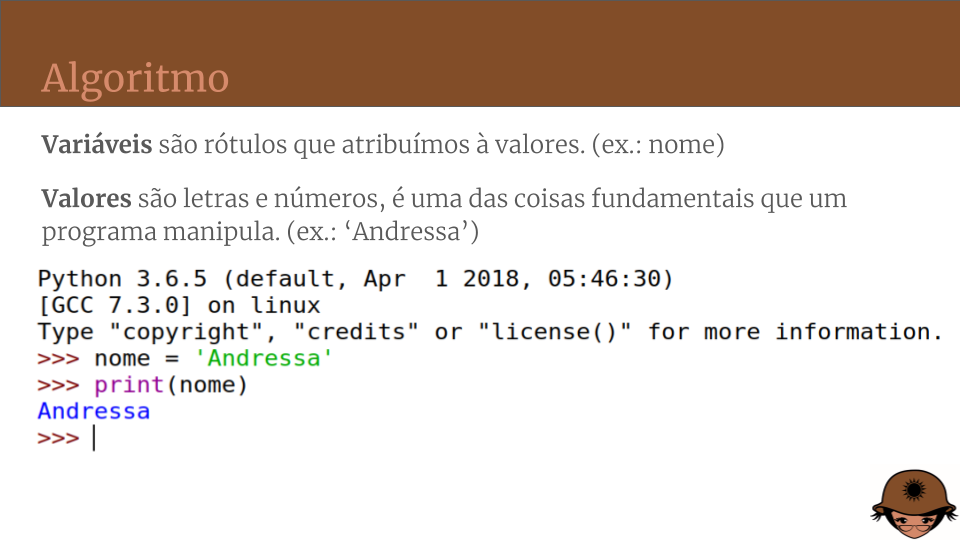 Algoritmo
Variáveis são rótulos que atribuímos à valores. (ex.: nome)
Valores são letras e números, é uma das coisas fundamentais que um
programa manipula. (ex.: ‘Andressa’)
Python 3.6.5 (default, Apr  1 2018, 05:46:30)
[GCC 7.3.0] on linux
Type "copyright", "credits" or "license()" for more information.
>>> nome = 'Andressa'
>>> print(nome)
Andressa
>>>